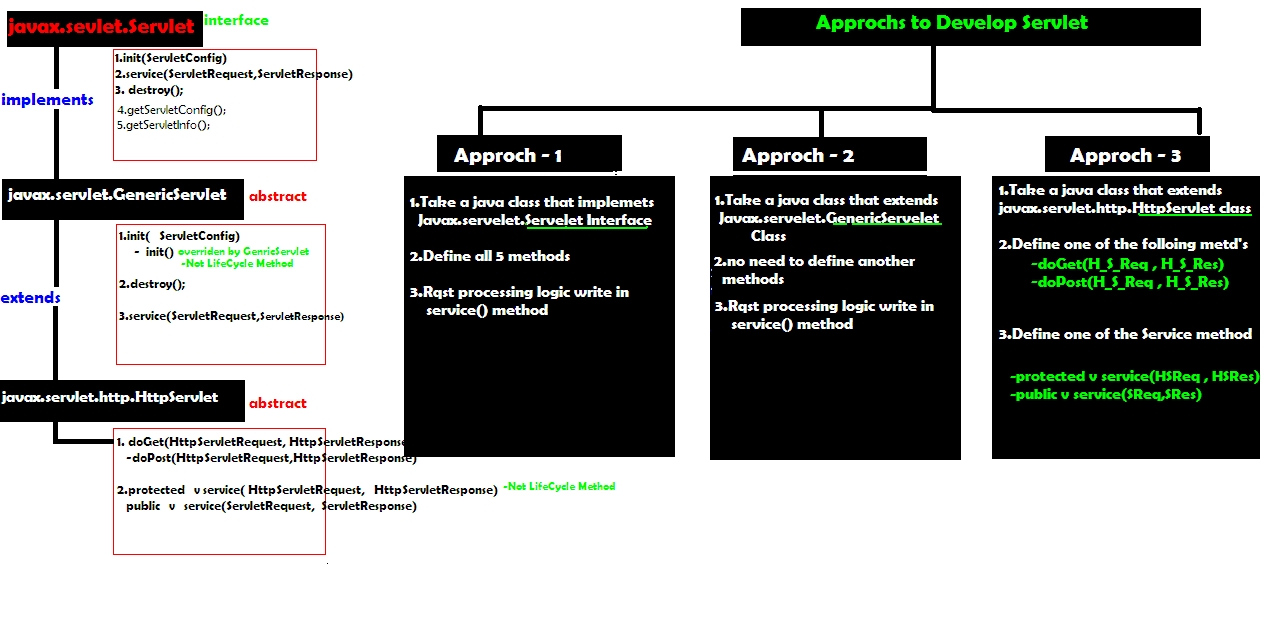 javax.sevlet.Servlet
interface
1.init(ServletConfig)
2.service(ServletRequest,ServletResponse)
3. destroy();
4.getServletConfig();
5.getServletInfo();
implements
javax.servlet.GenericServlet
abstract
1.init( ServletConfig)
- init() overriden by GenricServlet
-Not LifeCycle Method
2.destroy();
3.service(ServletRequest,ServletResponse)
extends
javax.servlet.http.HttpServlet
abstract
1. doGet(HttpServletRequest, HttpServletResponse
-doPost(HttpServletRequest,HttpServletResponse)
2.protected v service( HttpServletRequest, HttpServletResponse) -Not LifeCycle Method
public v service(ServletRequest, ServletResponse)
Approchs to Develop Servlet
Approch - 1
1.Take a java class that implemets
Javax.servelet.Servelet Interface
2.Define all 5 methods
3.Rqst processing logic write in
service() method
Approch - 2
1.Take a java class that extends
Javax.servelet.GenericServelet
Class
2.no need to define another
methods
3.Rqst processing logic write in
service() method
Approch - 3
1.Take a java class that extends
javax.servlet.http.HttpServlet class
2.Define one of the folloing metd's
-doGet(H_S_Req , H_S_Res)
-doPost(H_S_Req , H_S_Res)
3.Define one of the Service method
-protected v service(HSReq , HSRes)
-public v service(SReq,SRes)